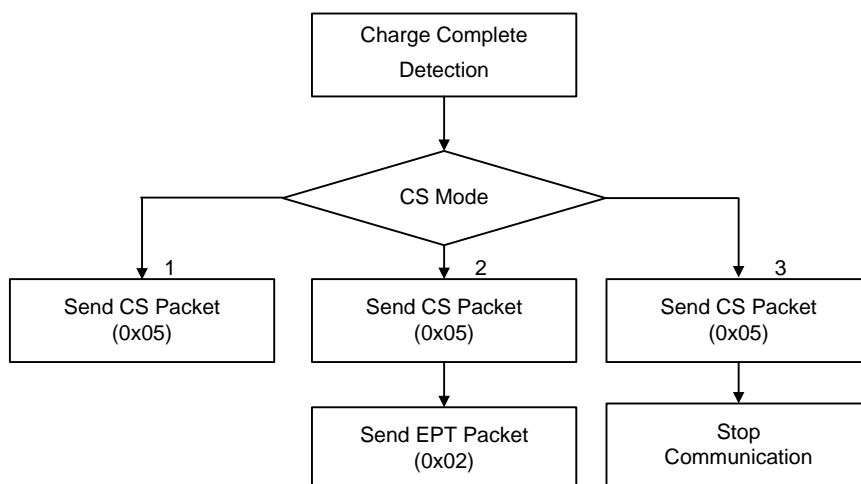 Charge Complete
Detection
CS Mode
1
2
3
Send CS Packet
(0x05)
Send CS Packet
(0x05)
Send CS Packet
(0x05)
Send EPT Packet
(0x02)
Stop
Communication